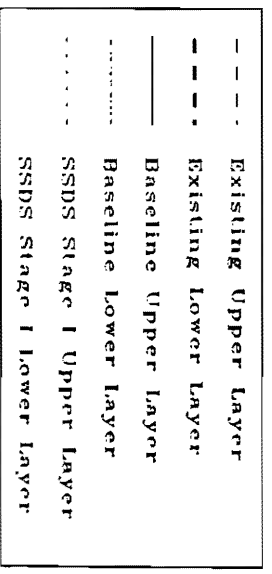 Existing Upper Layer
Existing Lower Layer
Baseline Upper Layer
Baseline Lower Layer
SSDS Stage I Upper Layer
SSDS Stage I Lower Layer